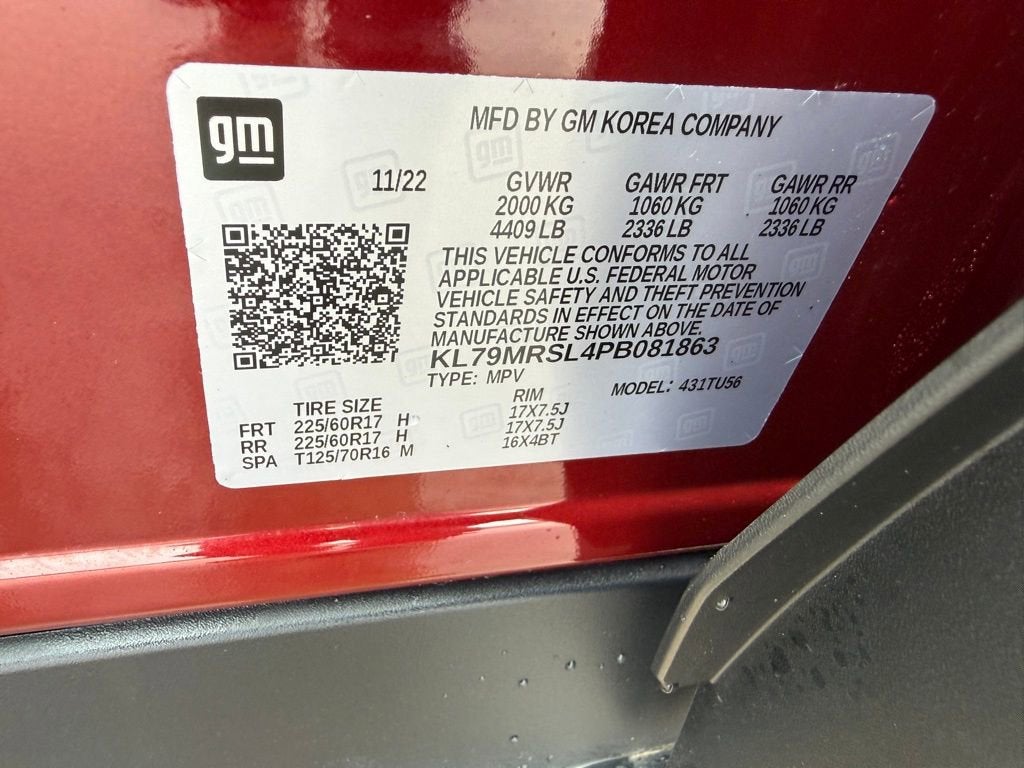 gm
MFD BY GM KOREA COMPANY
11/22 GVWR GAWR FRT GAWR RR
2000 KG 1060 KG 1060 KG
4409 LB 2336 LB 2336 LB
THIS VEHICLE CONFORMS TO ALL
APPLICABLE U.S. FEDERAL MOTOR
VEHICLE SAFETY AND THEFT PREVENTION
STANDARDS IN EFFECT ON THE DATE OF
MANUFACTURE SHOWN ABOVE.
KL79MRSL4PB081863
TYPE: MPV MODEL: 431TU56
TIRE SIZE RIM
FRT 225/60R17 H 17X7.5J
RR 225/60R17 H 17X7.5J
SPA T125/70R16 M 16X4BT